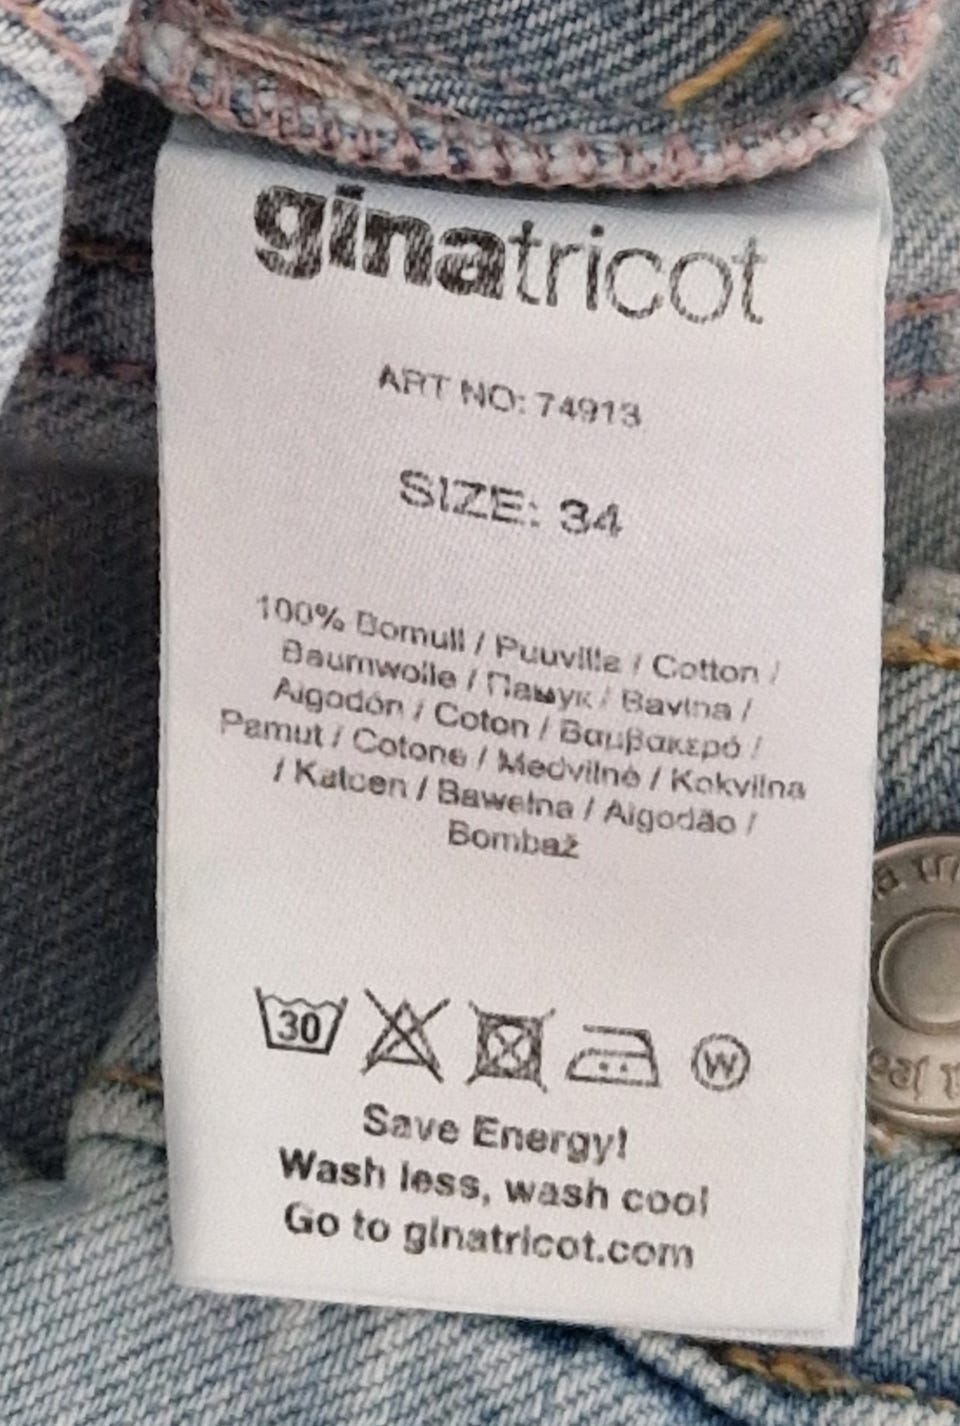 ginatricot
ART NO: 74913
SIZE: 34
100% Bomull / Puuvilla / Cotton /
Baumwolle / Памук / Bavlna /
Algodón / Coton / Βαμβακερό /
Pamut / Cotone / Medvilnė / Kokvilna
/ Katoen / Bawełna / Algodão /
Bombaž
30
W
Save Energy!
Wash less, wash cool
Go to ginatricot.com